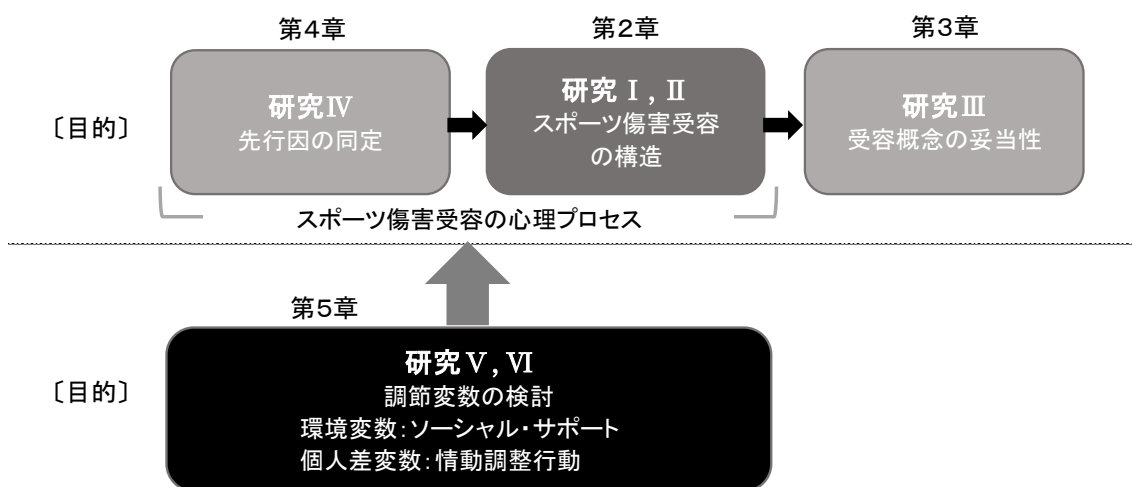 第4章
第2章
第3章
〔目的〕
研究Ⅳ
先行因の同定
研究Ⅰ,Ⅱ
スポーツ傷害受容
の構造
研究Ⅲ
受容概念の妥当性
スポーツ傷害受容の心理プロセス
第5章
〔目的〕
研究Ⅴ,Ⅵ
調節変数の検討
環境変数:ソーシャル・サポート
個人差変数:情動調整行動